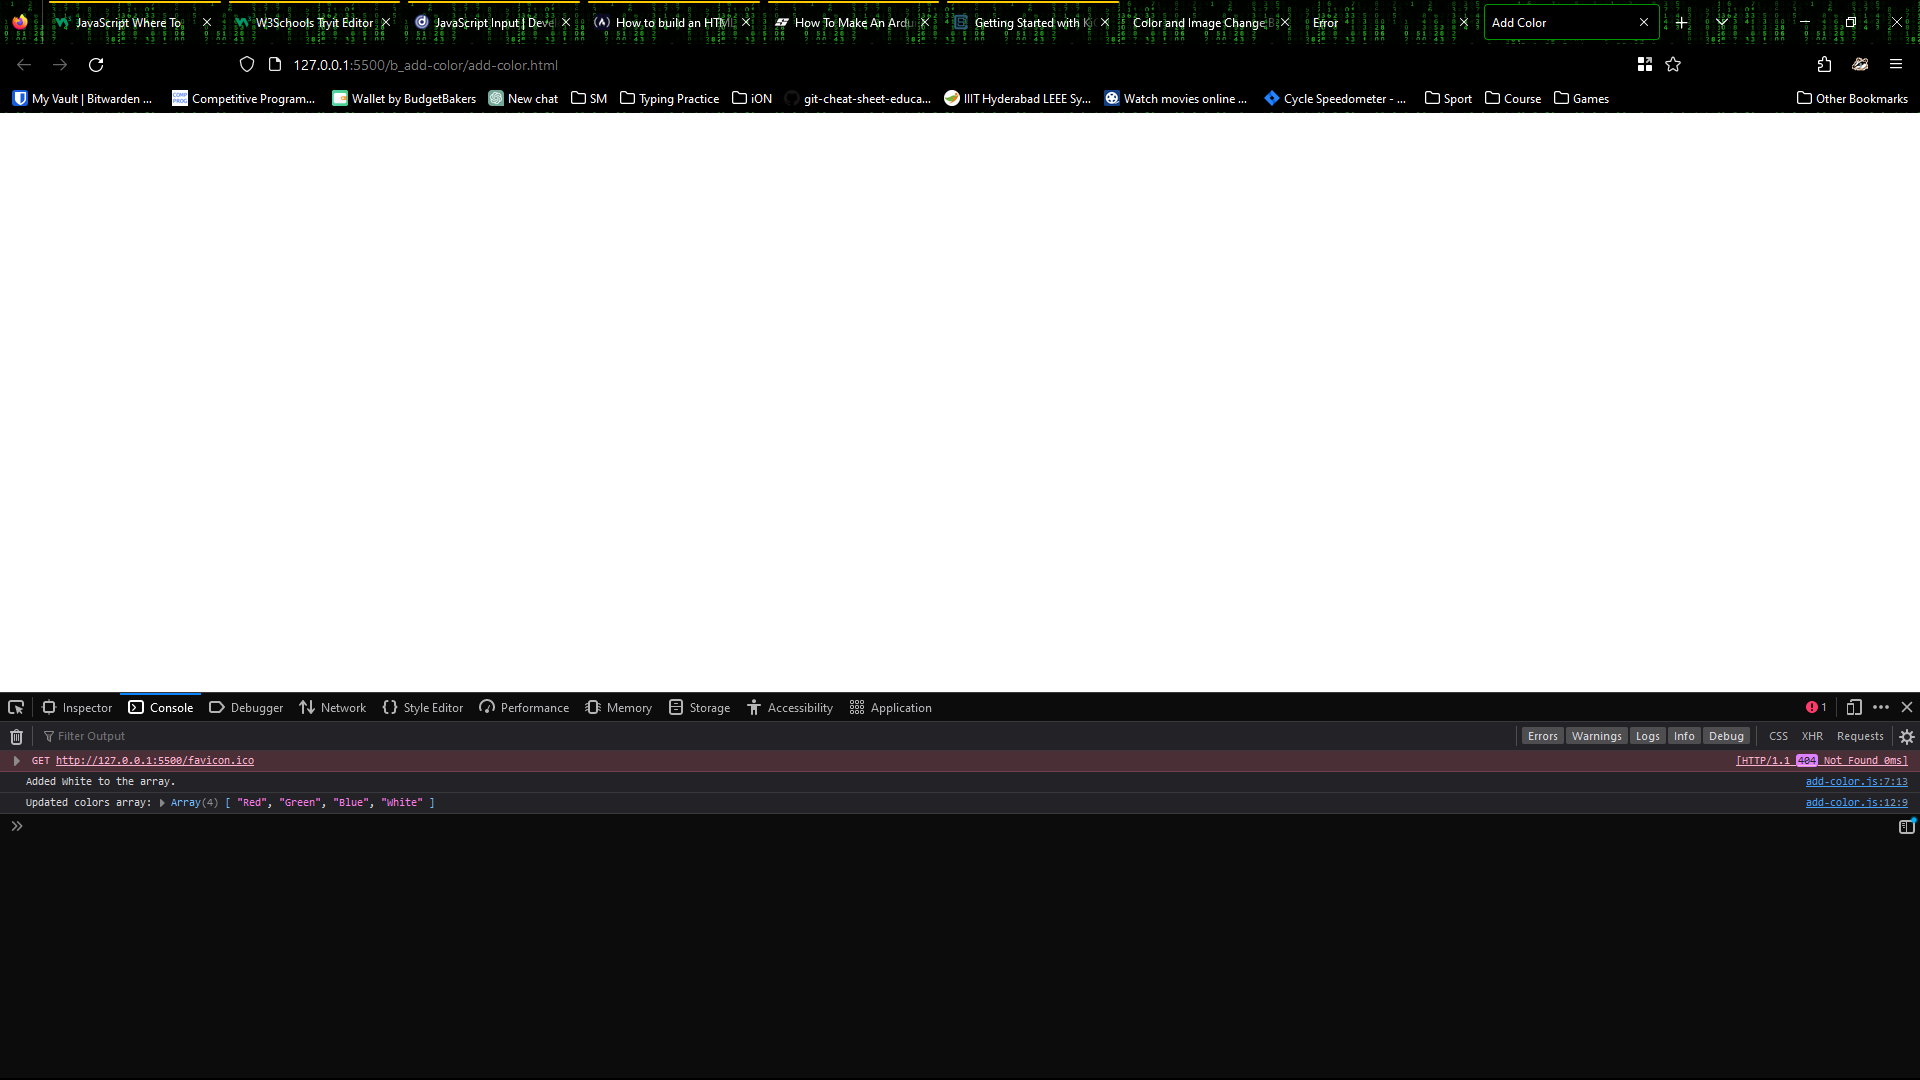 JavaScript Where To
W3Schools Tryit Editor
JavaScript Input | Deve
How to build an HTML
How To Make An Ardu
Getting Started with K
Color and Image Change B
Error
Add Color
127.0.0.1:5500/b_add-color/add-color.html
My Vault | Bitwarden ...
Competitive Program...
Wallet by BudgetBakers
New chat
SM
Typing Practice
iON
git-cheat-sheet-educa...
IIIT Hyderabad LEEE Sy...
Watch movies online ...
Cycle Speedometer - ...
Sport
Course
Games
Other Bookmarks
Inspector
Console
Debugger
Network
Style Editor
Performance
Memory
Storage
Accessibility
Application
1
Filter Output
Errors
Warnings
Logs
Info
Debug
CSS
XHR
Requests
GET http://127.0.0.1:5500/favicon.ico
[HTTP/1.1 404 Not Found 0ms]
Added White to the array.
add-color.js:7:13
Updated colors array: Array(4) [ "Red", "Green", "Blue", "White" ]
add-color.js:12:9